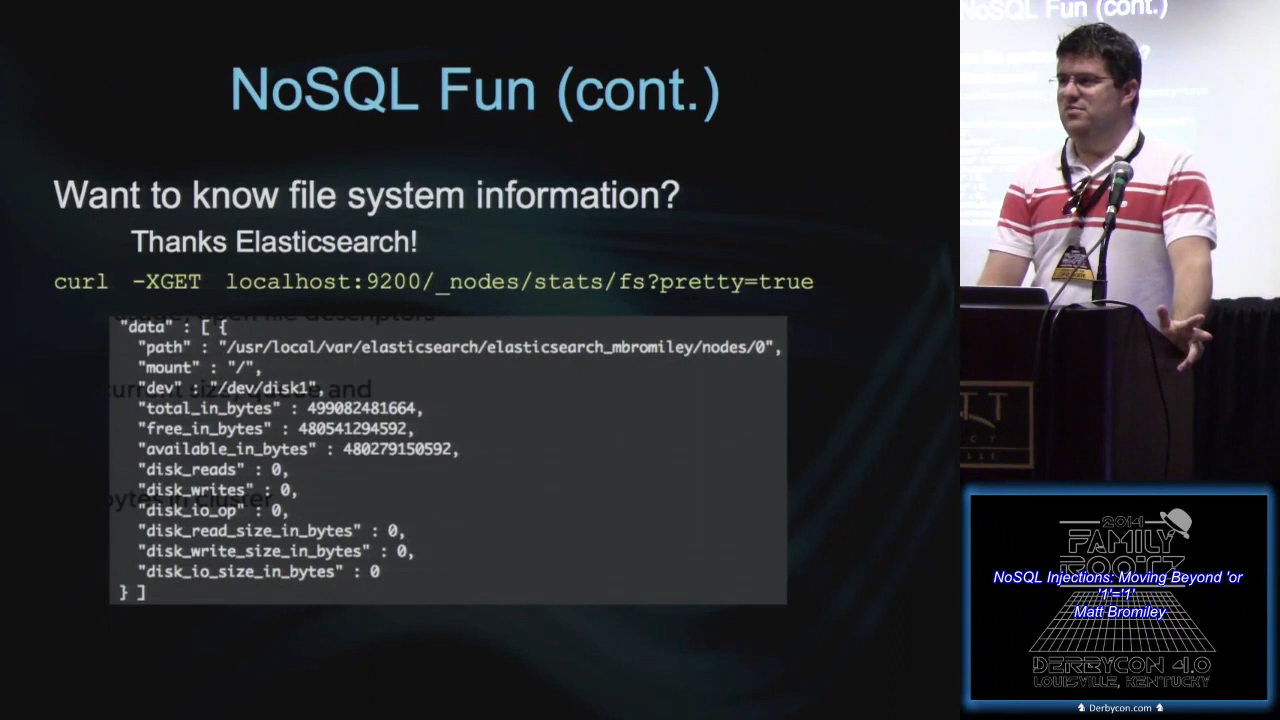 NoSQL Fun (cont.)
Want to know file system information?
Thanks Elasticsearch!
curl -XGET localhost:9200/_nodes/stats/fs?pretty=true
"data" : [ {
"path" : "/usr/local/var/elasticsearch/elasticsearch_mbromiley/nodes/0",
"mount" : "/",
"dev" : "/dev/disk1",
"total_in_bytes" : 499082481664,
"free_in_bytes" : 480541294592,
"available_in_bytes" : 480279150592,
"disk_reads" : 0,
"disk_writes" : 0,
"disk_io_op" : 0,
"disk_read_size_in_bytes" : 0,
"disk_write_size_in_bytes" : 0,
"disk_io_size_in_bytes" : 0
} ]
NoSQL Fun (cont.)
2014
FAMILY
ROOTZ
NoSQL Injections: Moving Beyond 'or
'1'='1'
Matt Bromiley
DERBYCON 4.0
LOUISVILLE, KENTUCKY
Derbycon.com